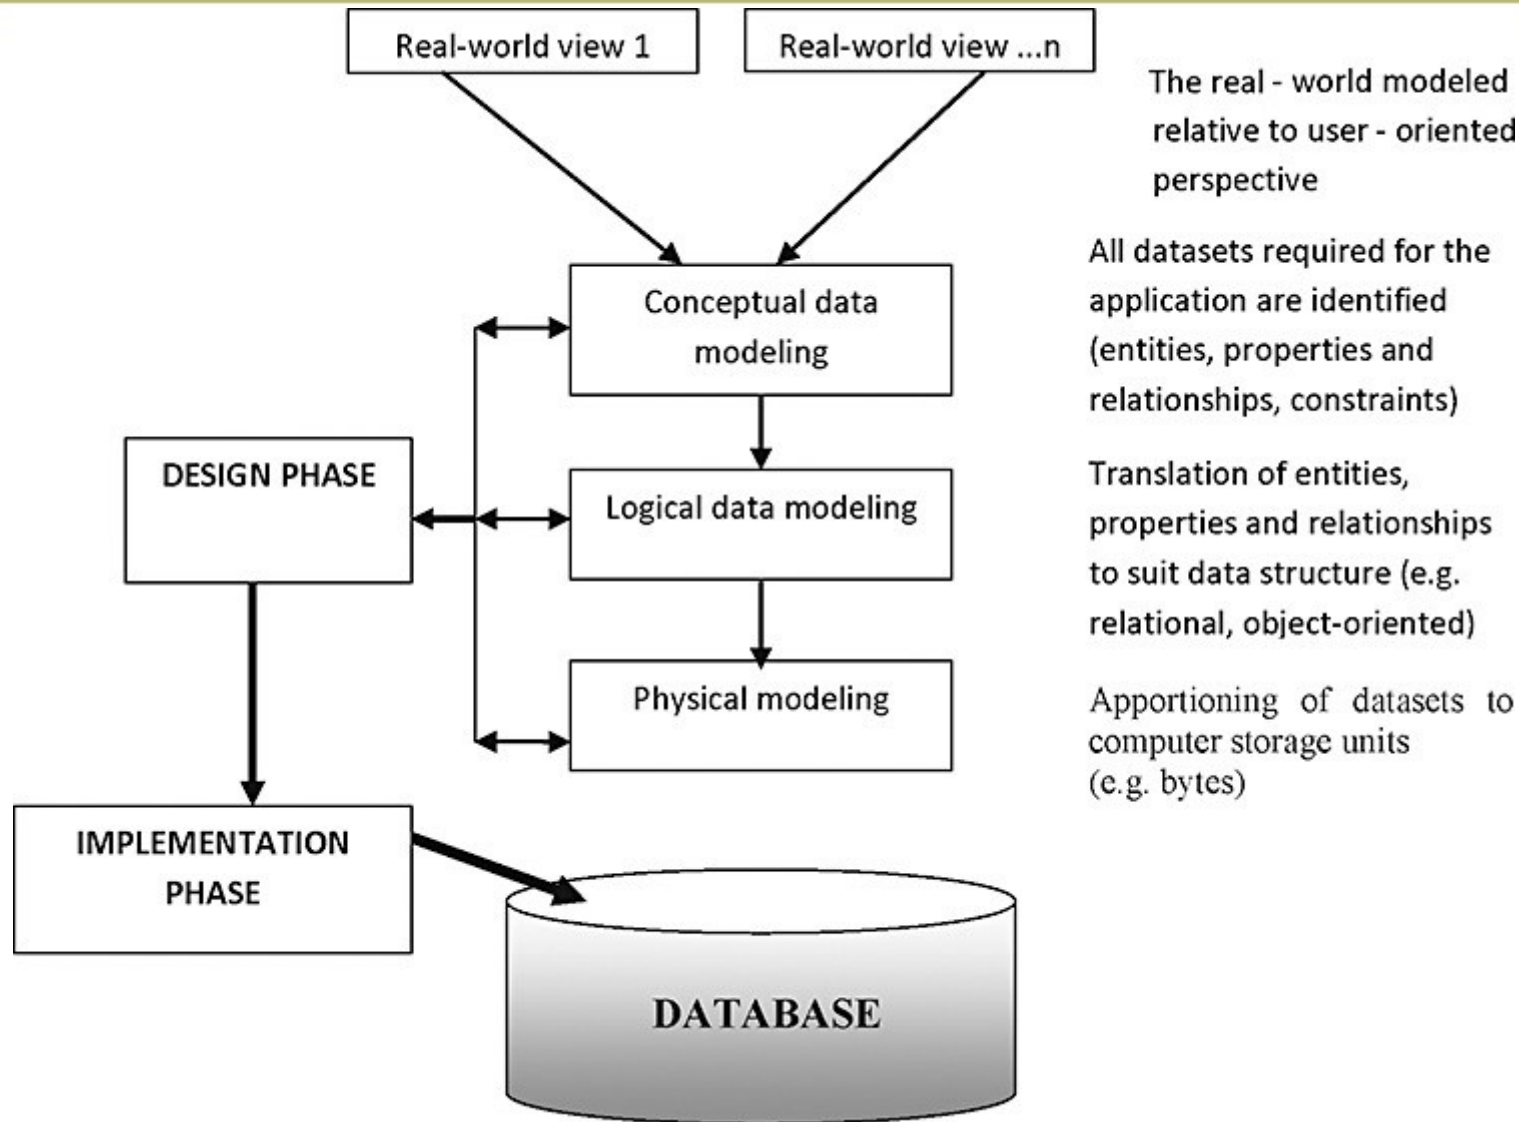 Real-world view 1
Real-world view ...n
The real - world modeled
relative to user - oriented
perspective
Conceptual data
modeling
All datasets required for the
application are identified
(entities, properties and
relationships, constraints)
DESIGN PHASE
Logical data modeling
Translation of entities,
properties and relationships
to suit data structure (e.g.
relational, object-oriented)
Physical modeling
Apportioning of datasets to
computer storage units
(e.g. bytes)
IMPLEMENTATION
PHASE
DATABASE